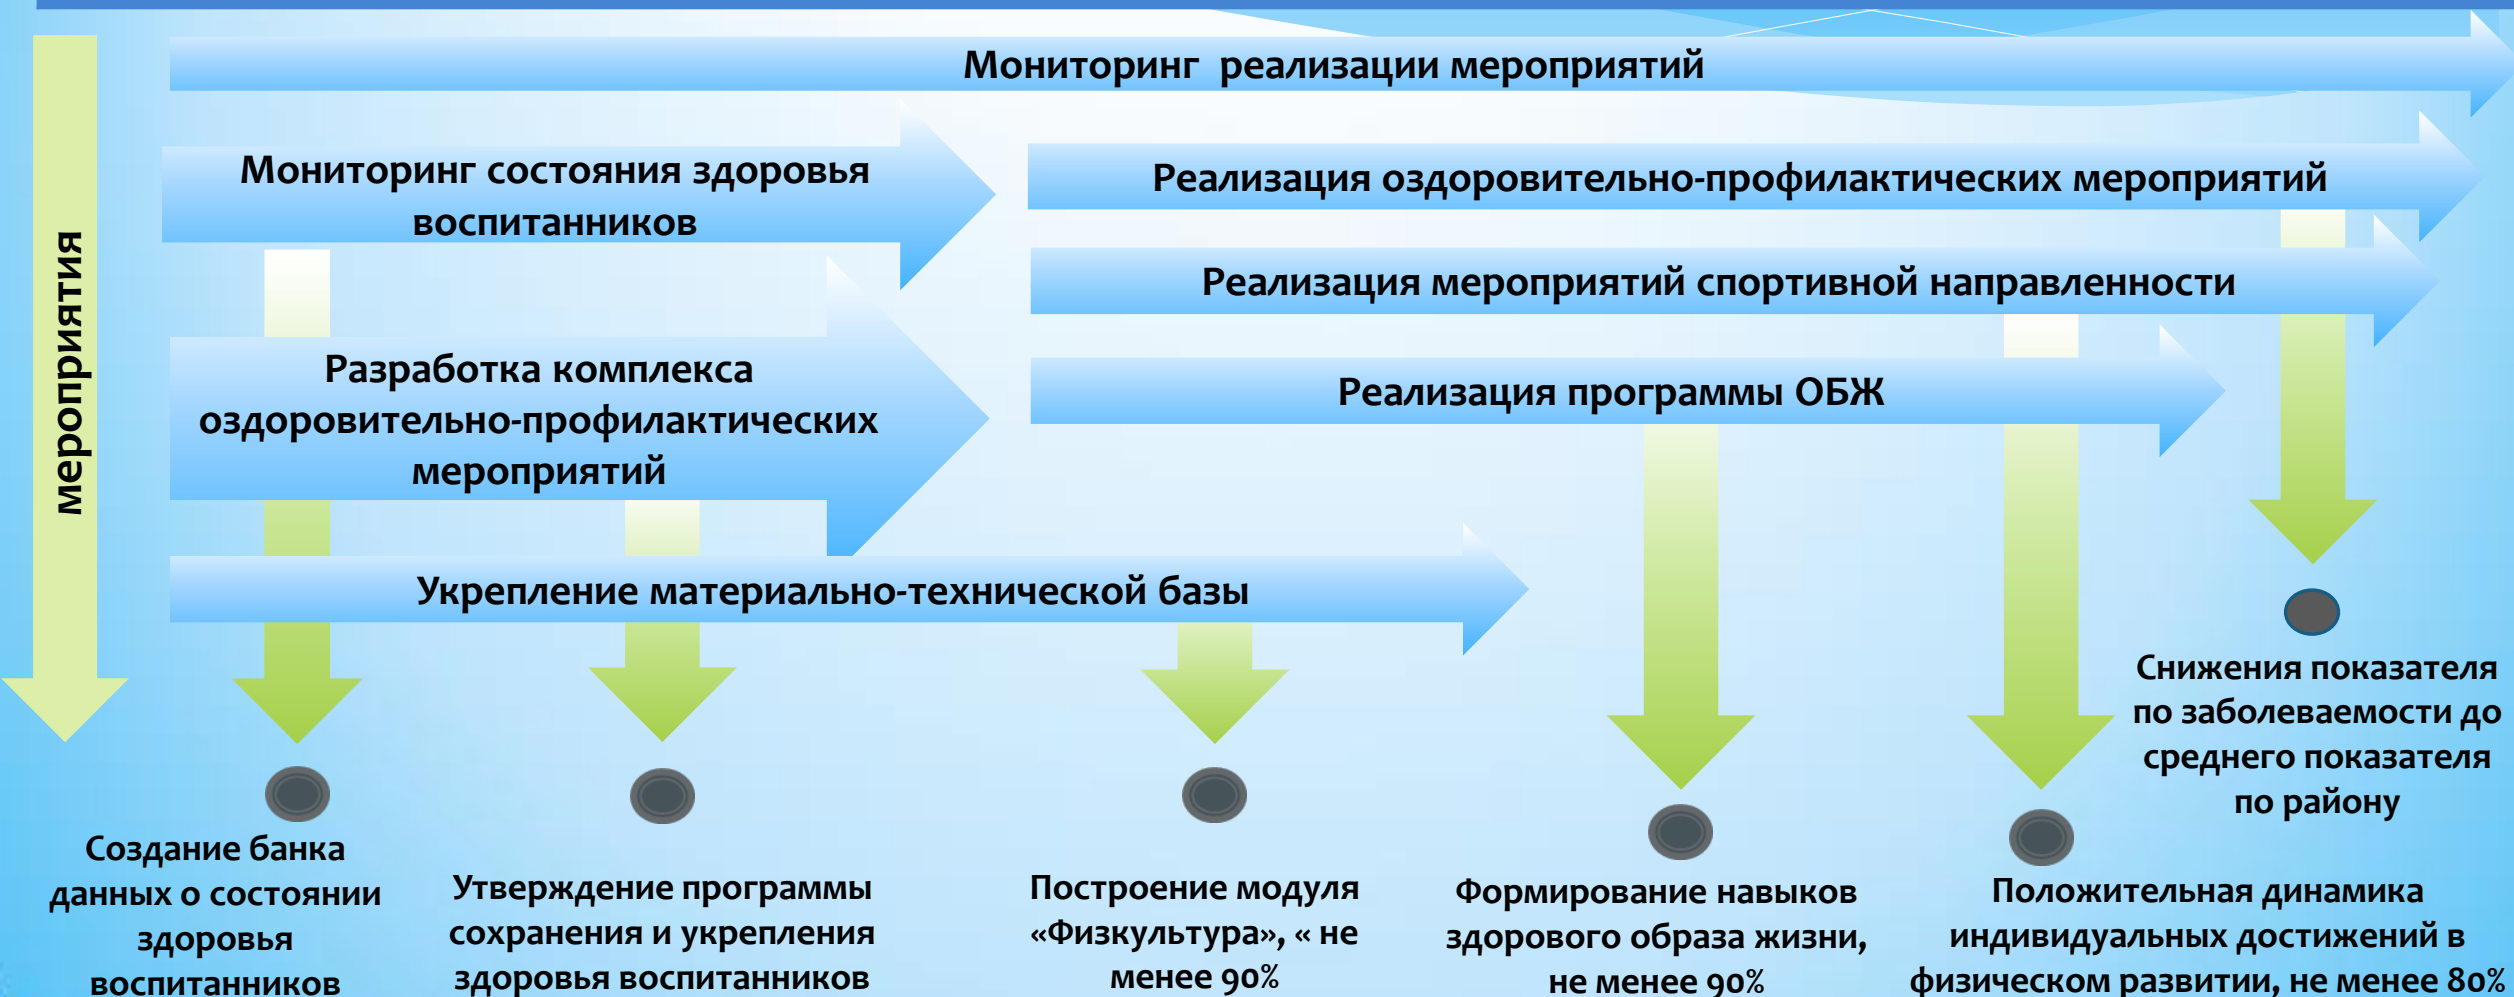 Мониторинг реализации мероприятий
мероприятия
Мониторинг состояния здоровья
воспитанников
Реализация оздоровительно-профилактических мероприятий
Реализация мероприятий спортивной направленности
Разработка комплекса
оздоровительно-профилактических
мероприятий
Реализация программы ОБЖ
Укрепление материально-технической базы
Снижения показателя
по заболеваемости до
среднего показателя
по району
Создание банка
данных о состоянии
здоровья
воспитанников
Утверждение программы
сохранения и укрепления
здоровья воспитанников
Построение модуля
«Физкультура», « не
менее 90%
Формирование навыков
здорового образа жизни,
не менее 90%
Положительная динамика
индивидуальных достижений в
физическом развитии, не менее 80%